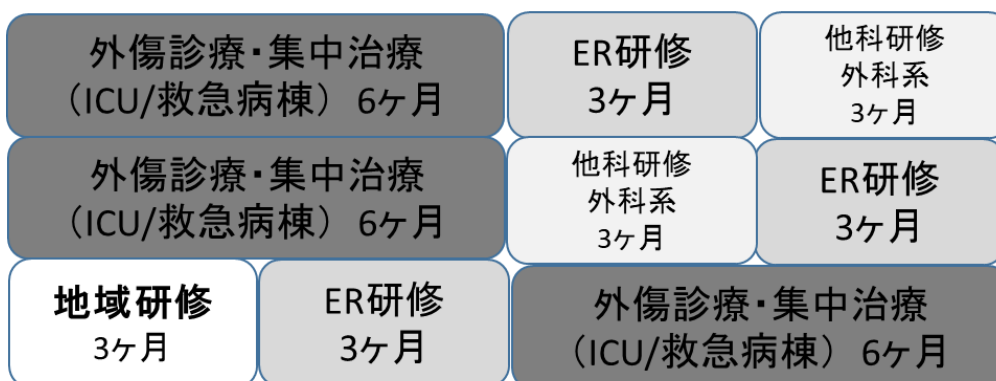 外傷診療・集中治療
（ICU/救急病棟）6ヶ月
ER研修
3ヶ月
他科研修
外科系
3ヶ月
外傷診療・集中治療
（ICU/救急病棟）6ヶ月
他科研修
外科系
3ヶ月
ER研修
3ヶ月
地域研修
3ヶ月
ER研修
3ヶ月
外傷診療・集中治療
（ICU/救急病棟）6ヶ月